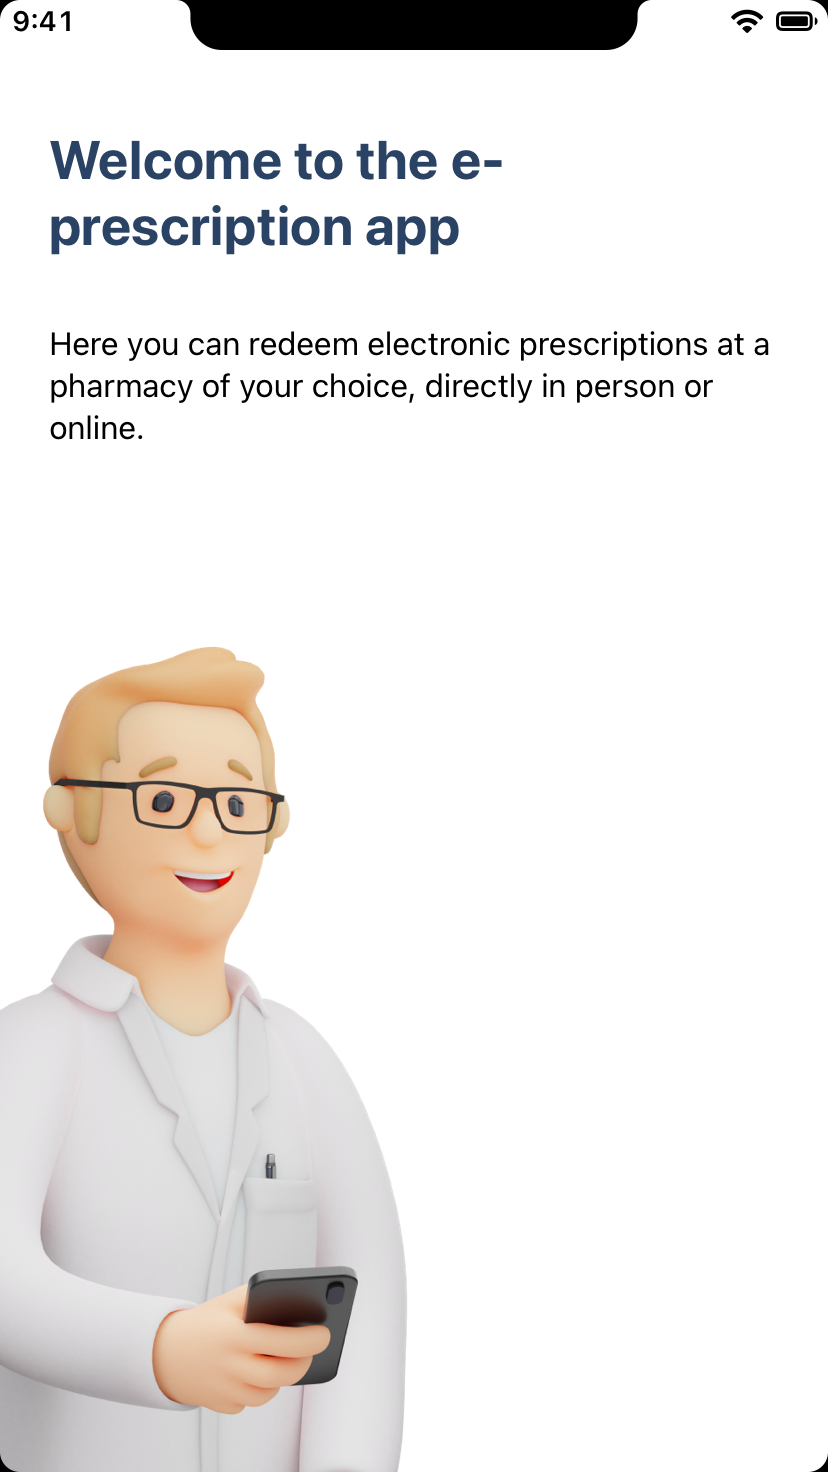 9:41
Welcome to the e-
prescription app
Here you can redeem electronic prescriptions at a
pharmacy of your choice, directly in person or
online.